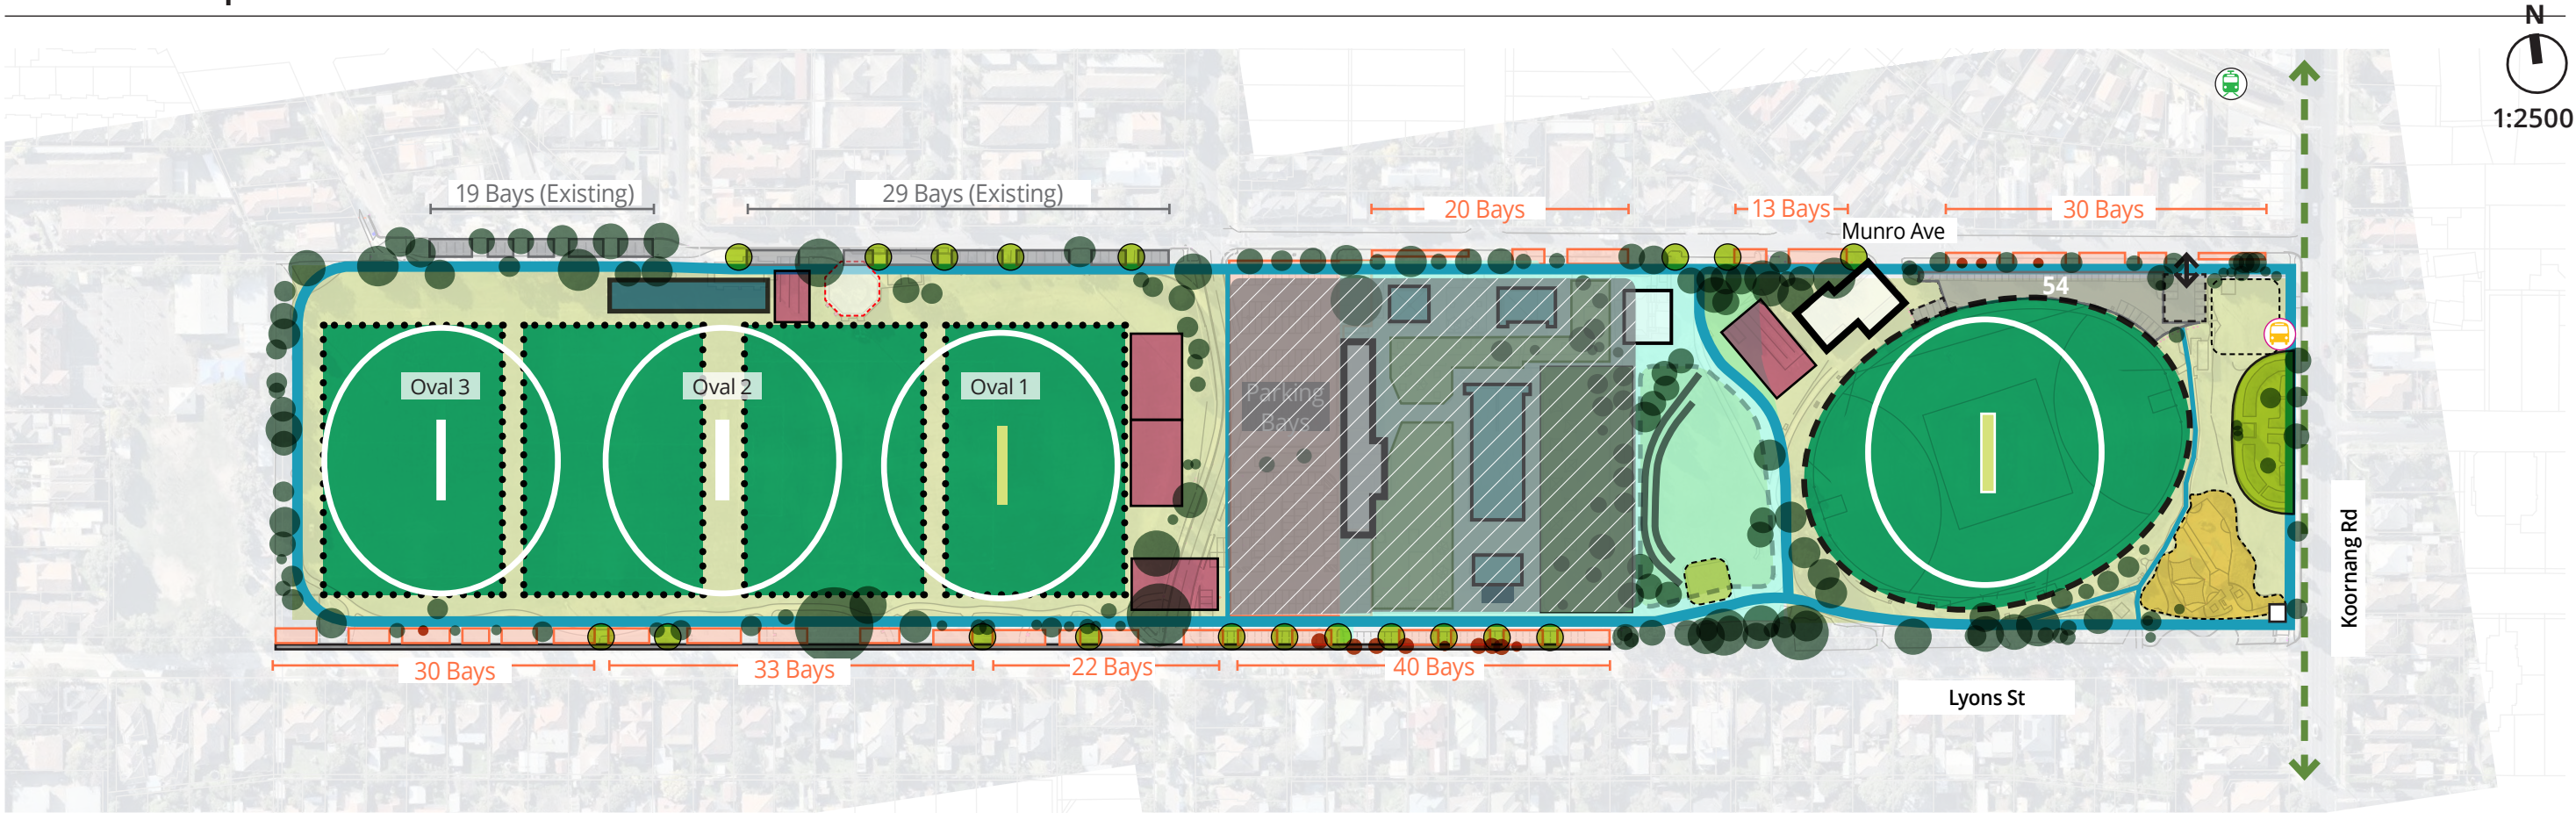 N
1:2500
19 Bays (Existing)
29 Bays (Existing)
20 Bays
13 Bays
30 Bays
Munro Ave
54
Oval 3
Oval 2
Oval 1
Parking
Bays
Koornang Rd
30 Bays
33 Bays
22 Bays
40 Bays
Lyons St